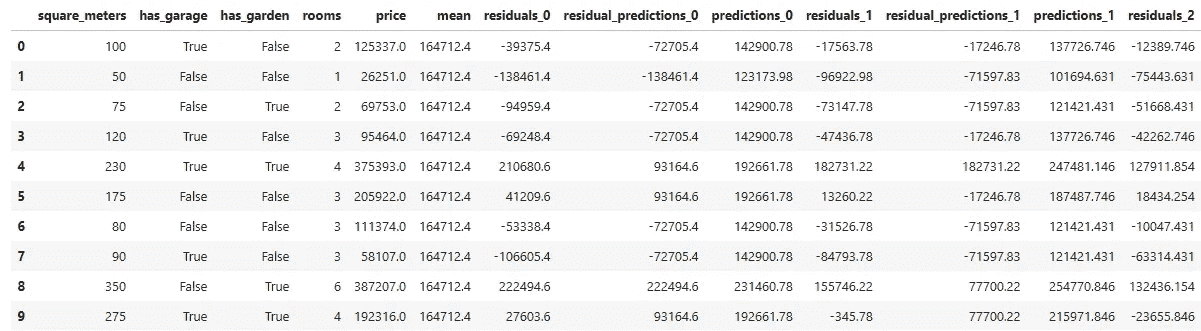 square_meters has_garage has_garden rooms price mean residuals_0 residual_predictions_0 predictions_0 residuals_1 residual_predictions_1 predictions_1 residuals_2
0 100 True False 2 125337.0 164712.4 -39375.4 -72705.4 142900.78 -17563.78 -17246.78 137726.746 -12389.746
1 50 False False 1 26251.0 164712.4 -138461.4 -138461.4 123173.98 -96922.98 -71597.83 101694.631 -75443.631
2 75 False True 2 69753.0 164712.4 -94959.4 -72705.4 142900.78 -73147.78 -71597.83 121421.431 -51668.431
3 120 True False 3 95464.0 164712.4 -69248.4 -72705.4 142900.78 -47436.78 -17246.78 137726.746 -42262.746
4 230 True True 4 375393.0 164712.4 210680.6 93164.6 192661.78 182731.22 182731.22 247481.146 127911.854
5 175 False False 3 205922.0 164712.4 41209.6 93164.6 192661.78 13260.22 -17246.78 187487.746 18434.254
6 80 False False 3 111374.0 164712.4 -53338.4 -72705.4 142900.78 -31526.78 -71597.83 121421.431 -10047.431
7 90 True False 3 58107.0 164712.4 -106605.4 -72705.4 142900.78 -84793.78 -71597.83 121421.431 -63314.431
8 350 False True 6 387207.0 164712.4 222494.6 222494.6 231460.78 155746.22 77700.22 254770.846 132436.154
9 275 True True 4 192316.0 164712.4 27603.6 93164.6 192661.78 -345.78 77700.22 215971.846 -23655.846